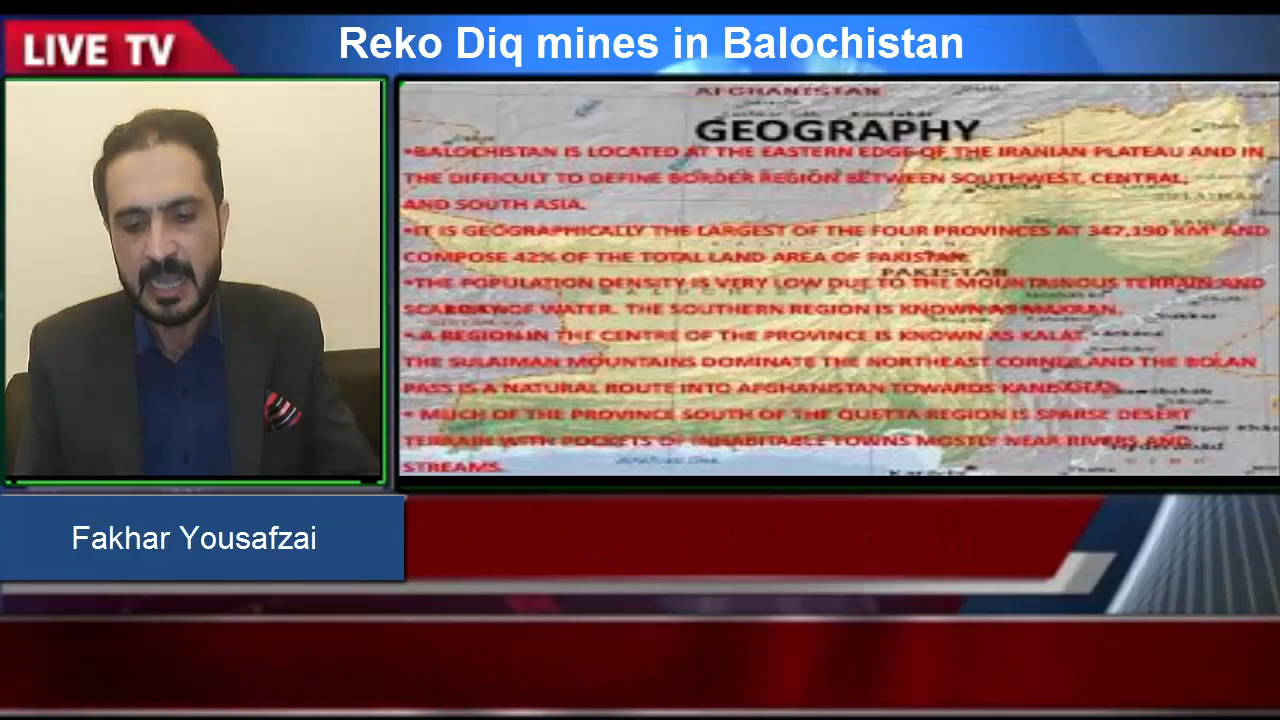 LIVE TV
Reko Diq mines in Balochistan
AFGHANISTAN
GEOGRAPHY
•BALOCHISTAN IS LOCATED AT THE EASTERN EDGE OF THE IRANIAN PLATEAU AND IN
THE DIFFICULT TO DEFINE BORDER REGION BETWEEN SOUTHWEST, CENTRAL,
AND SOUTH ASIA.
•IT IS GEOGRAPHICALLY THE LARGEST OF THE FOUR PROVINCES AT 347,190 KM² AND
COMPOSE 42% OF THE TOTAL LAND AREA OF PAKISTAN.
PAKISTAN
•THE POPULATION DENSITY IS VERY LOW DUE TO THE MOUNTAINOUS TERRAIN AND
OF WATER. THE SOUTHERN REGION IS KNOWN AS MAKRAN.
• A REGION IN THE CENTRE OF THE PROVINCE IS KNOWN AS KALAT.
THE SULAIMAN MOUNTAINS DOMINATE THE NORTHEAST CORNER AND THE BOLAN
PASS IS A NATURAL ROUTE INTO AFGHANISTAN TOWARDS
• MUCH OF THE PROVINCE SOUTH OF THE QUETTA REGION IS SPARSE DESERT
TERRAIN WITH POCKETS OF INHABITABLE TOWNS MOSTLY NEAR RIVERS AND
STREAMS.
Fakhar Yousafzai